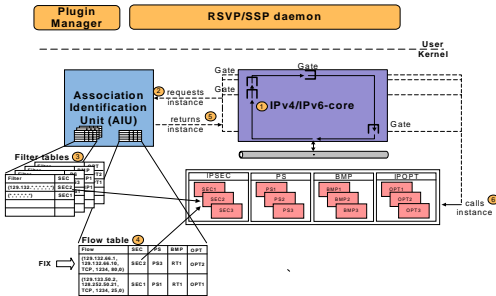 Plugin
Manager
RSVP/SSP daemon
User
Kernel
Gate
Gate
Gate
Gate
Association
Identification
Unit (AIU)
2 requests
instance
returns 5
instance
1 IPv4/IPv6-core
Filter tables 3
Filter SEC
(129.132.*,*,*,*,*) SEC2
(*,*,*,*,*) SEC1
IPSEC PS BMP IPOPT
SEC1 PS1 BMP1 OPT1
SEC2 PS2 BMP2 OPT2
SEC3 PS3 BMP3 OPT3
calls 6
instance
Flow table 4
FIX
Flow SEC PS BMP OPT
(129.132.66.1,
129.132.66.10,
TCP, 1234, 80,0) SEC2 PS3 RT1 OPT2
(129.133.50.2,
128.252.50.21,
TCP, 1234, 25,0) SEC1 PS1 RT1 OPT1